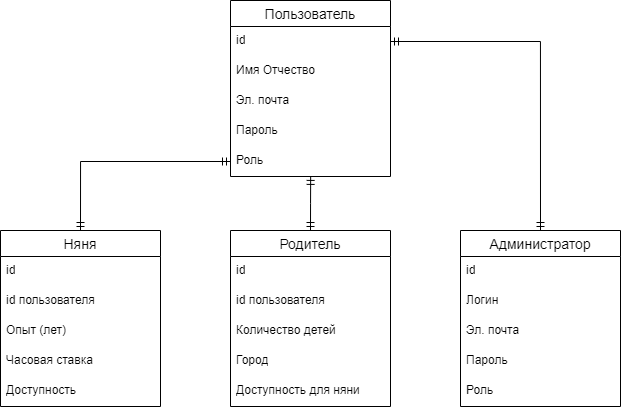 Пользователь
id
Имя Отчество
Эл. почта
Пароль
Роль
Няня
id
id пользователя
Опыт (лет)
Часовая ставка
Доступность
Родитель
id
id пользователя
Количество детей
Город
Доступность для няни
Администратор
id
Логин
Эл. почта
Пароль
Роль